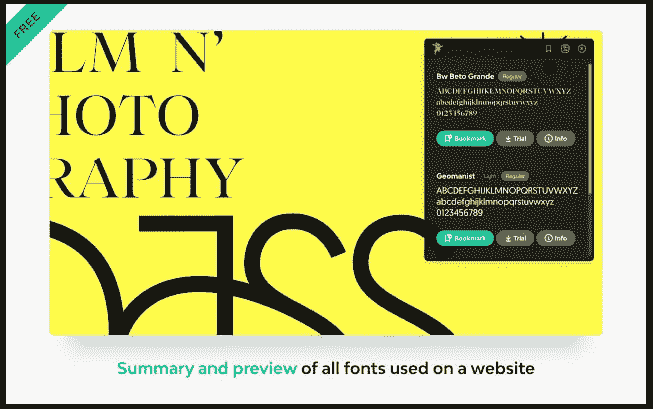 FREE
LM N’
HOTO
RAPHY
Bw Beto Grande Regular
ABCDEFGHIJKLMNOPQRSTUVWXYZ
abcdefghijklmnopqrstuvwxyz
0123456789
Bookmark Trial Info
Geomanist Light Regular
ABCDEFGHIJKLMNOPQRSTUVWXYZ
abcdefghijklmnopqrstuvwxyz
0123456789
Bookmark Trial Info
Summary and preview of all fonts used on a website